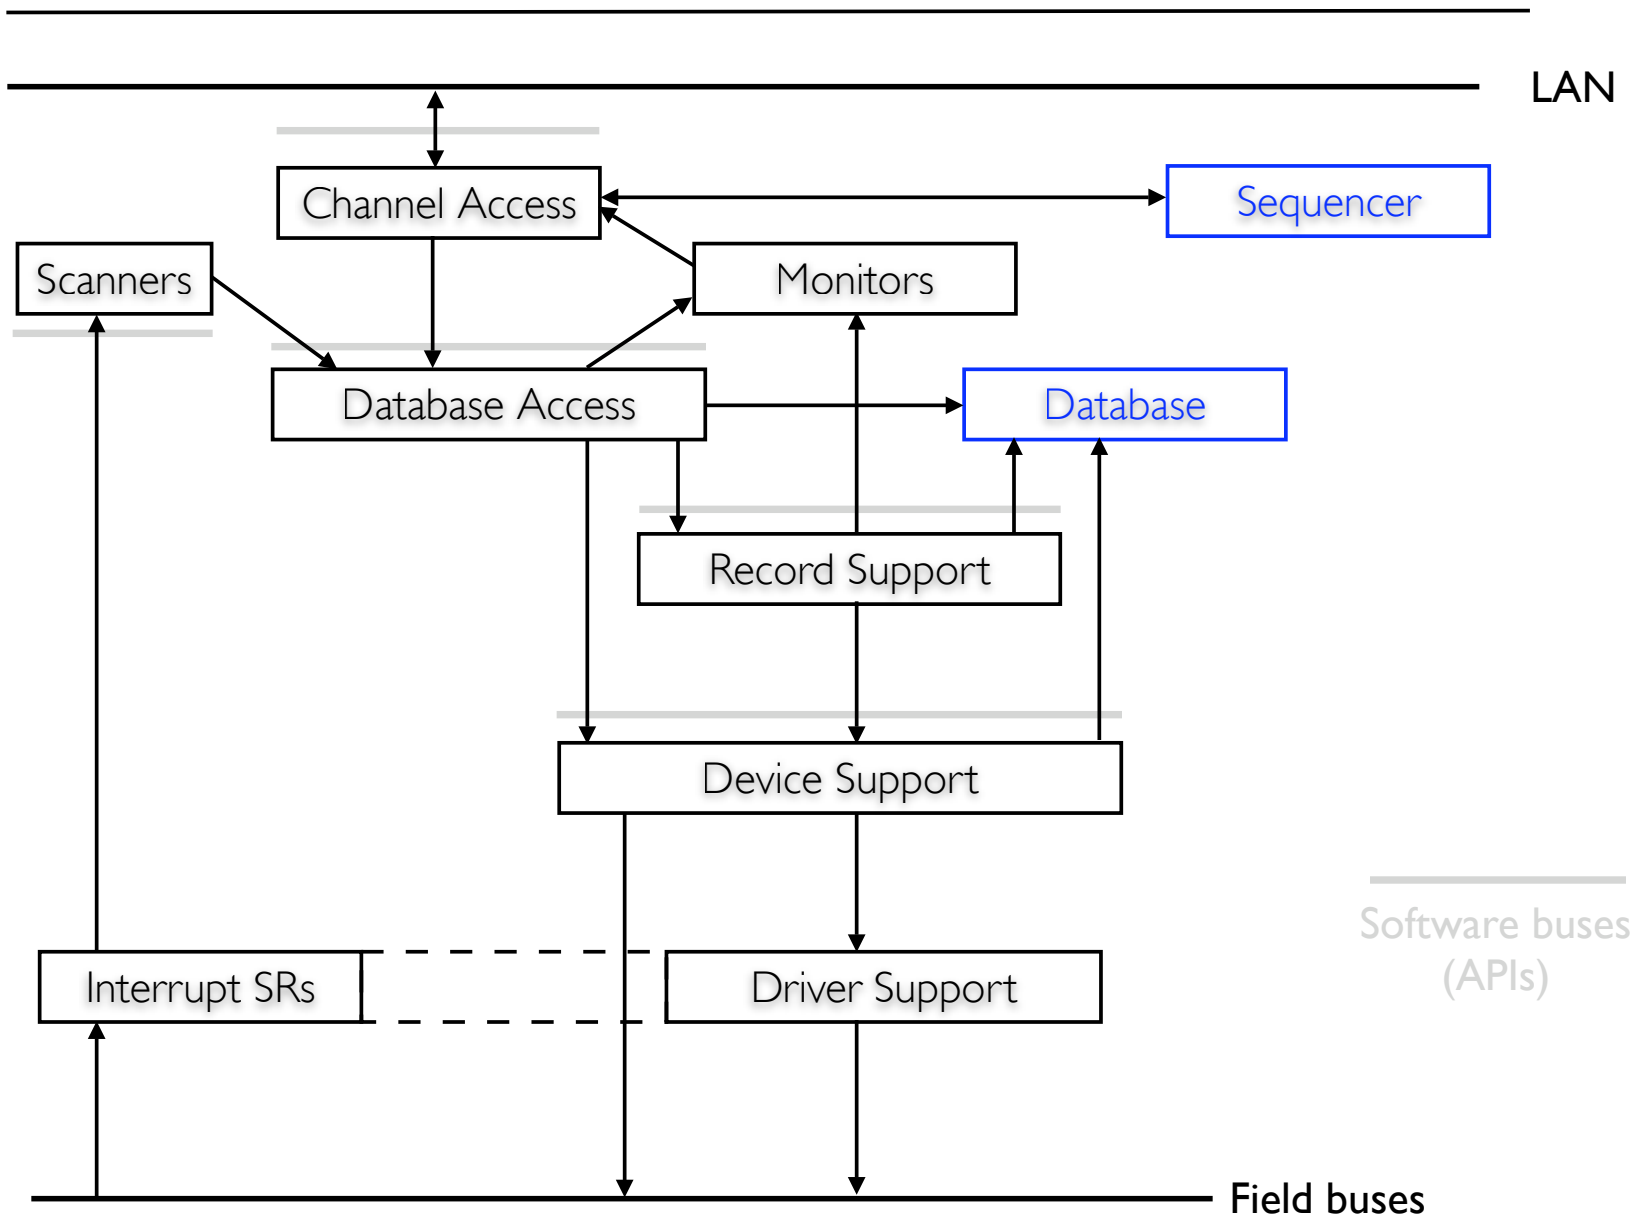 LAN
Channel Access
Sequencer
Scanners
Monitors
Database Access
Database
Record Support
Device Support
Software buses
(APIs)
Interrupt SRs
Driver Support
Field buses